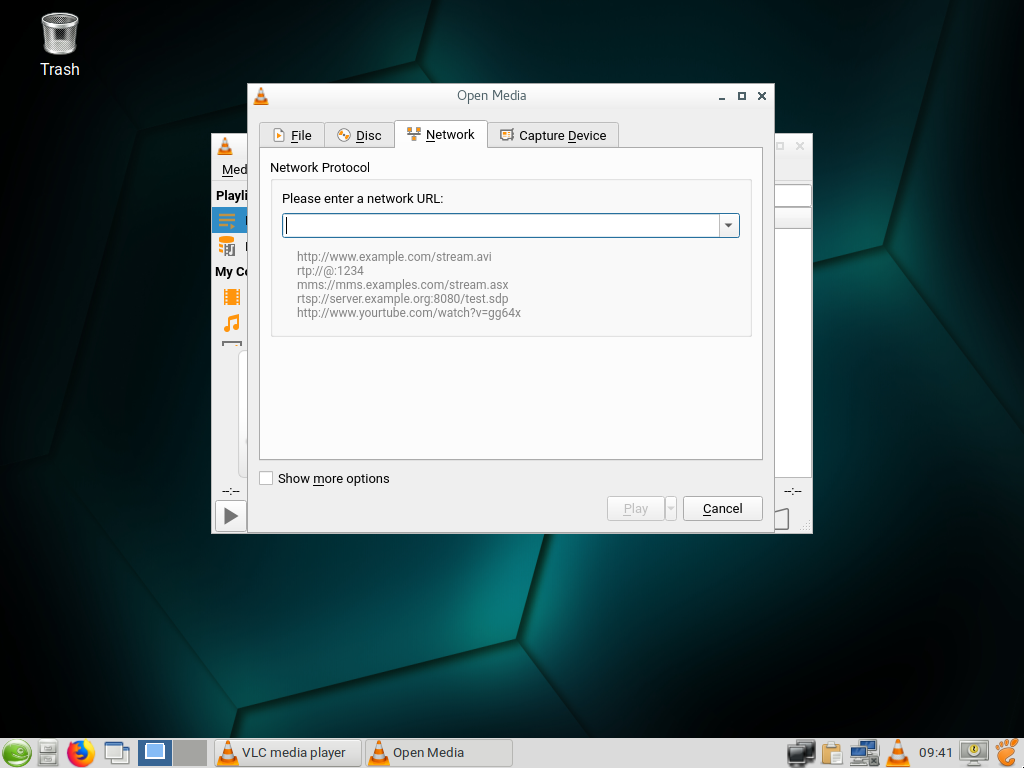 Trash
Open Media
File
Disc
Network
Capture Device
Med
Playli
My Co
Network Protocol
Please enter a network URL:
http://www.example.com/stream.avi
rtp://@:1234
mms://mms.examples.com/stream.asx
rtsp://server.example.org:8080/test.sdp
http://www.yourtube.com/watch?v=gg64x
Show more options
--:--
--:--
Play
Cancel
VLC media player
Open Media
09:41